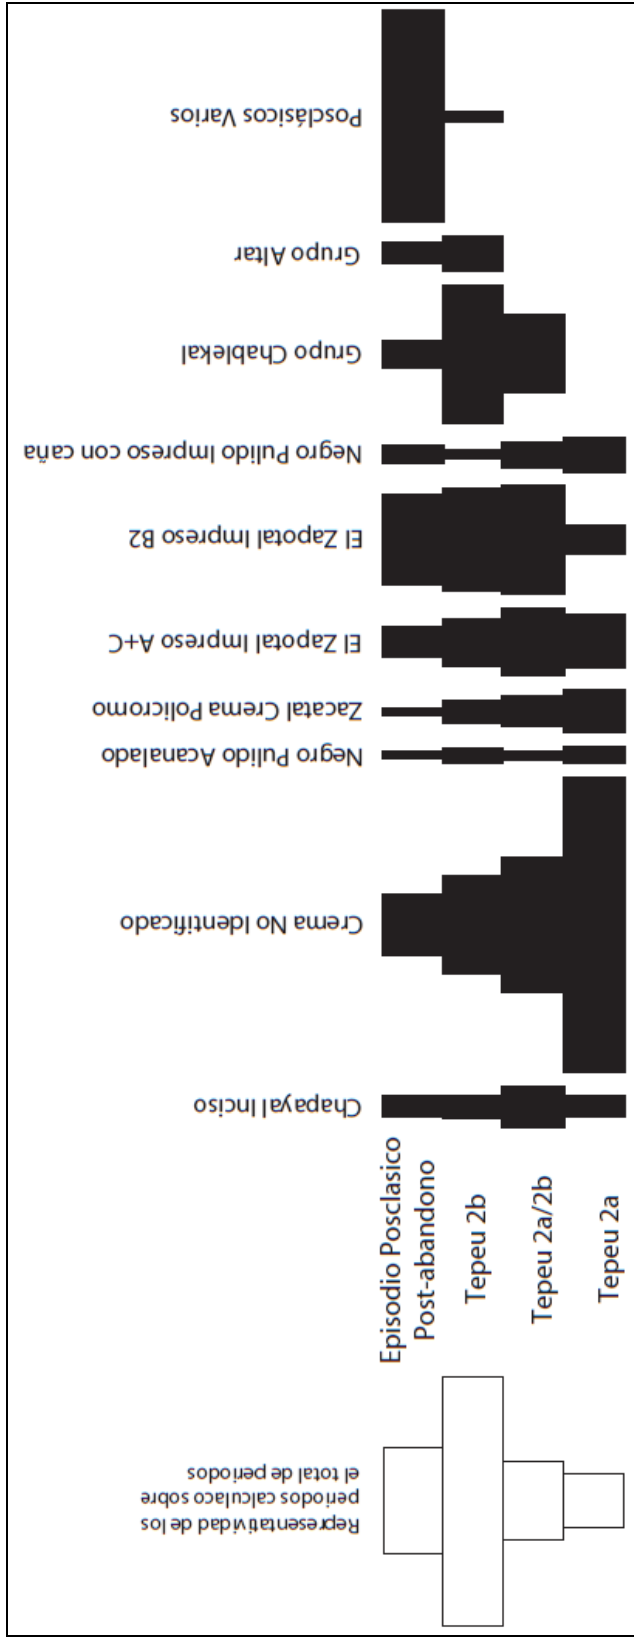 Posclásicos Varios
Grupo Altar
Grupo Chablekal
Negro Pulido Impreso con caña
El Zapotal Impreso B2
El Zapotal Impreso A+C
Zacatal Crema Policromo
Negro Pulido Acanalado
Crema No Identificado
Chapayal Inciso
Episodio Posclasico
Post-abandono
Tepeu 2b
Tepeu 2a/2b
Tepeu 2a
Representatividad de los
periodos calculaco sobre
el total de periodos